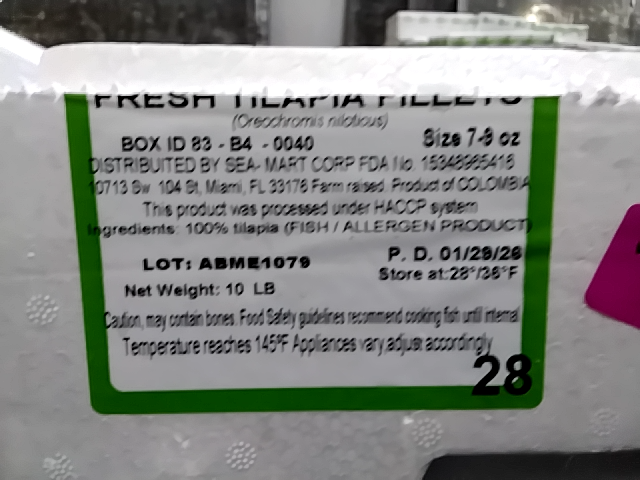 FRESH TILAPIA FILLETS
(Oreochromis niloticus)
BOX ID 83 - B4 - 0040
Size 7-9 oz
DISTRIBUTED BY SEA- MART CORP FDA No. 15348965416
10713 Sw 104 St, Miami, FL 33176 Farm raised. Product of COLOMBIA
This product was processed under HACCP system
Ingredients: 100% tilapia (FISH / ALLERGEN PRODUCT)
LOT: ABME1079
P. D. 01/29/26
Store at:28°/36°F
Net Weight: 10 LB
Caution, may contain bones. Food Safety guidelines recommend cooking fish until internal
Temperature reaches 145ºF Appliances vary,adjust accordingly
28